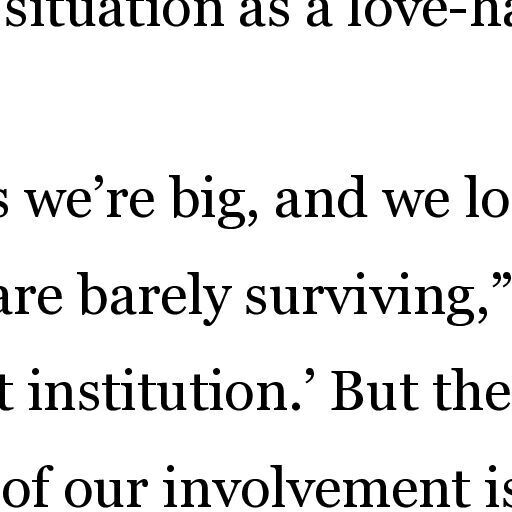 situation as a love-ha
s we’re big, and we lo
are barely surviving,”
t institution.’ But the
of our involvement is